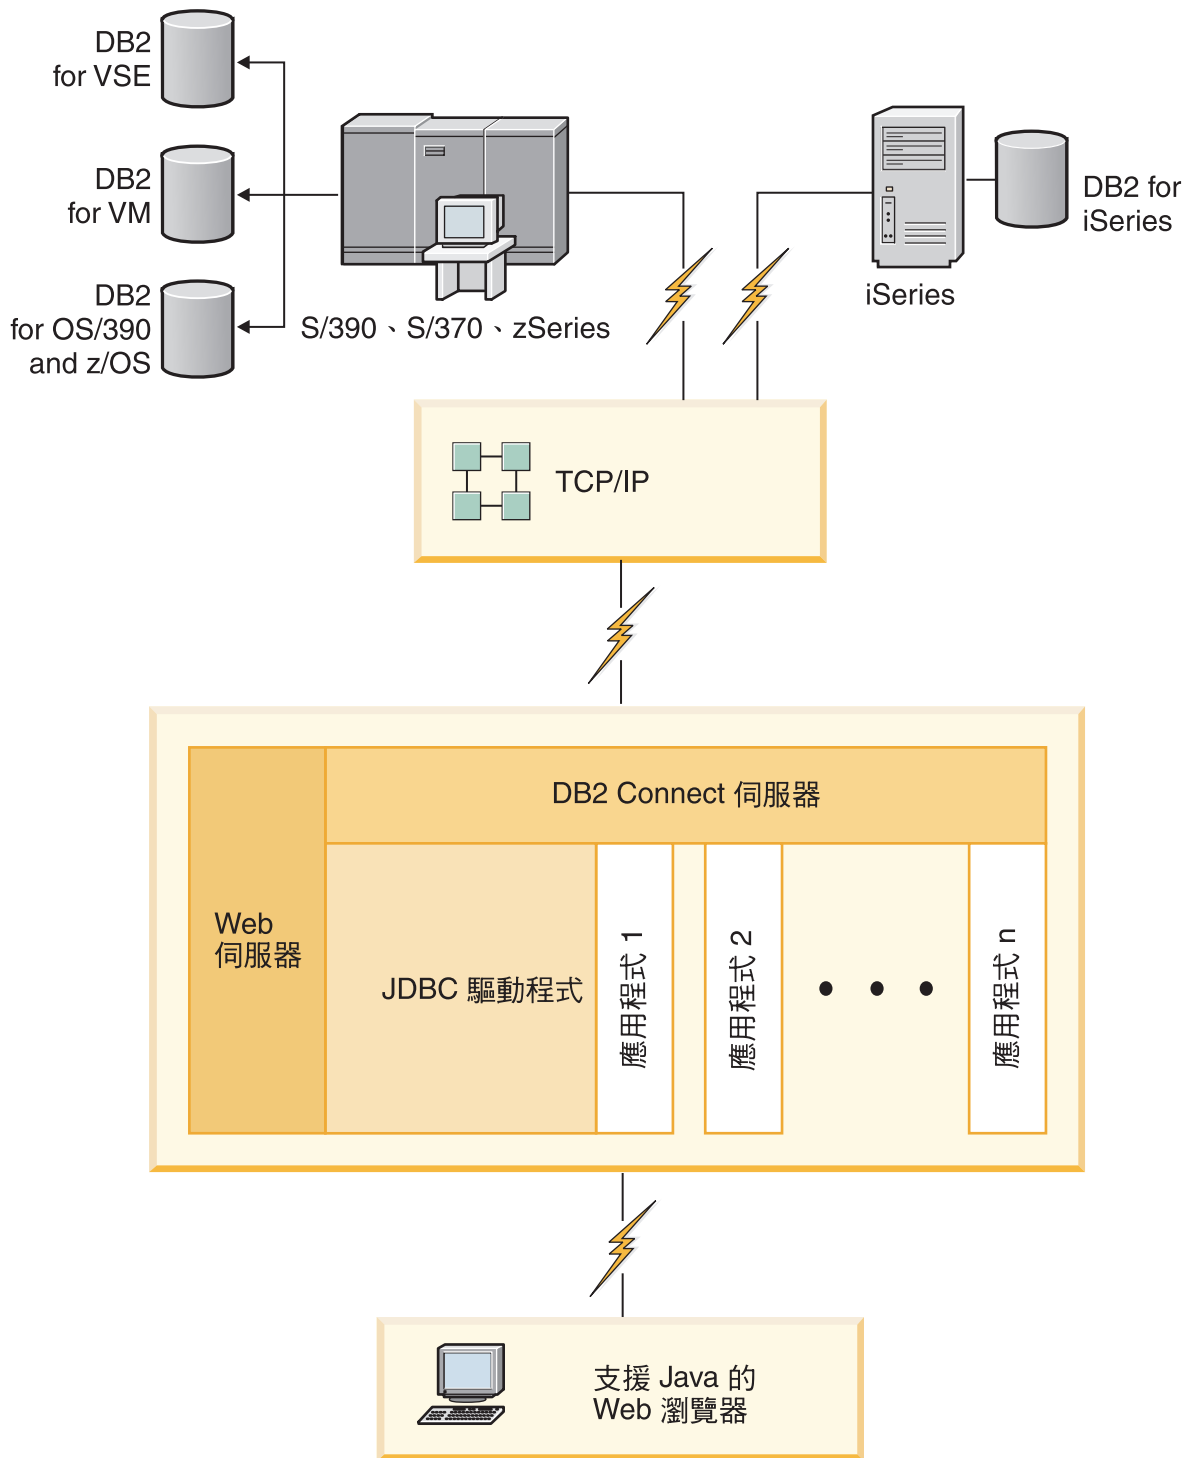 DB2
for VSE
DB2
for VM
DB2
for OS/390
and z/OS
S/390、S/370、zSeries
iSeries
DB2 for
iSeries
TCP/IP
DB2 Connect 伺服器
Web
伺服器
JDBC 驅動程式
應用程式 1
應用程式 2
應用程式 n
支援 Java 的
Web 瀏覽器